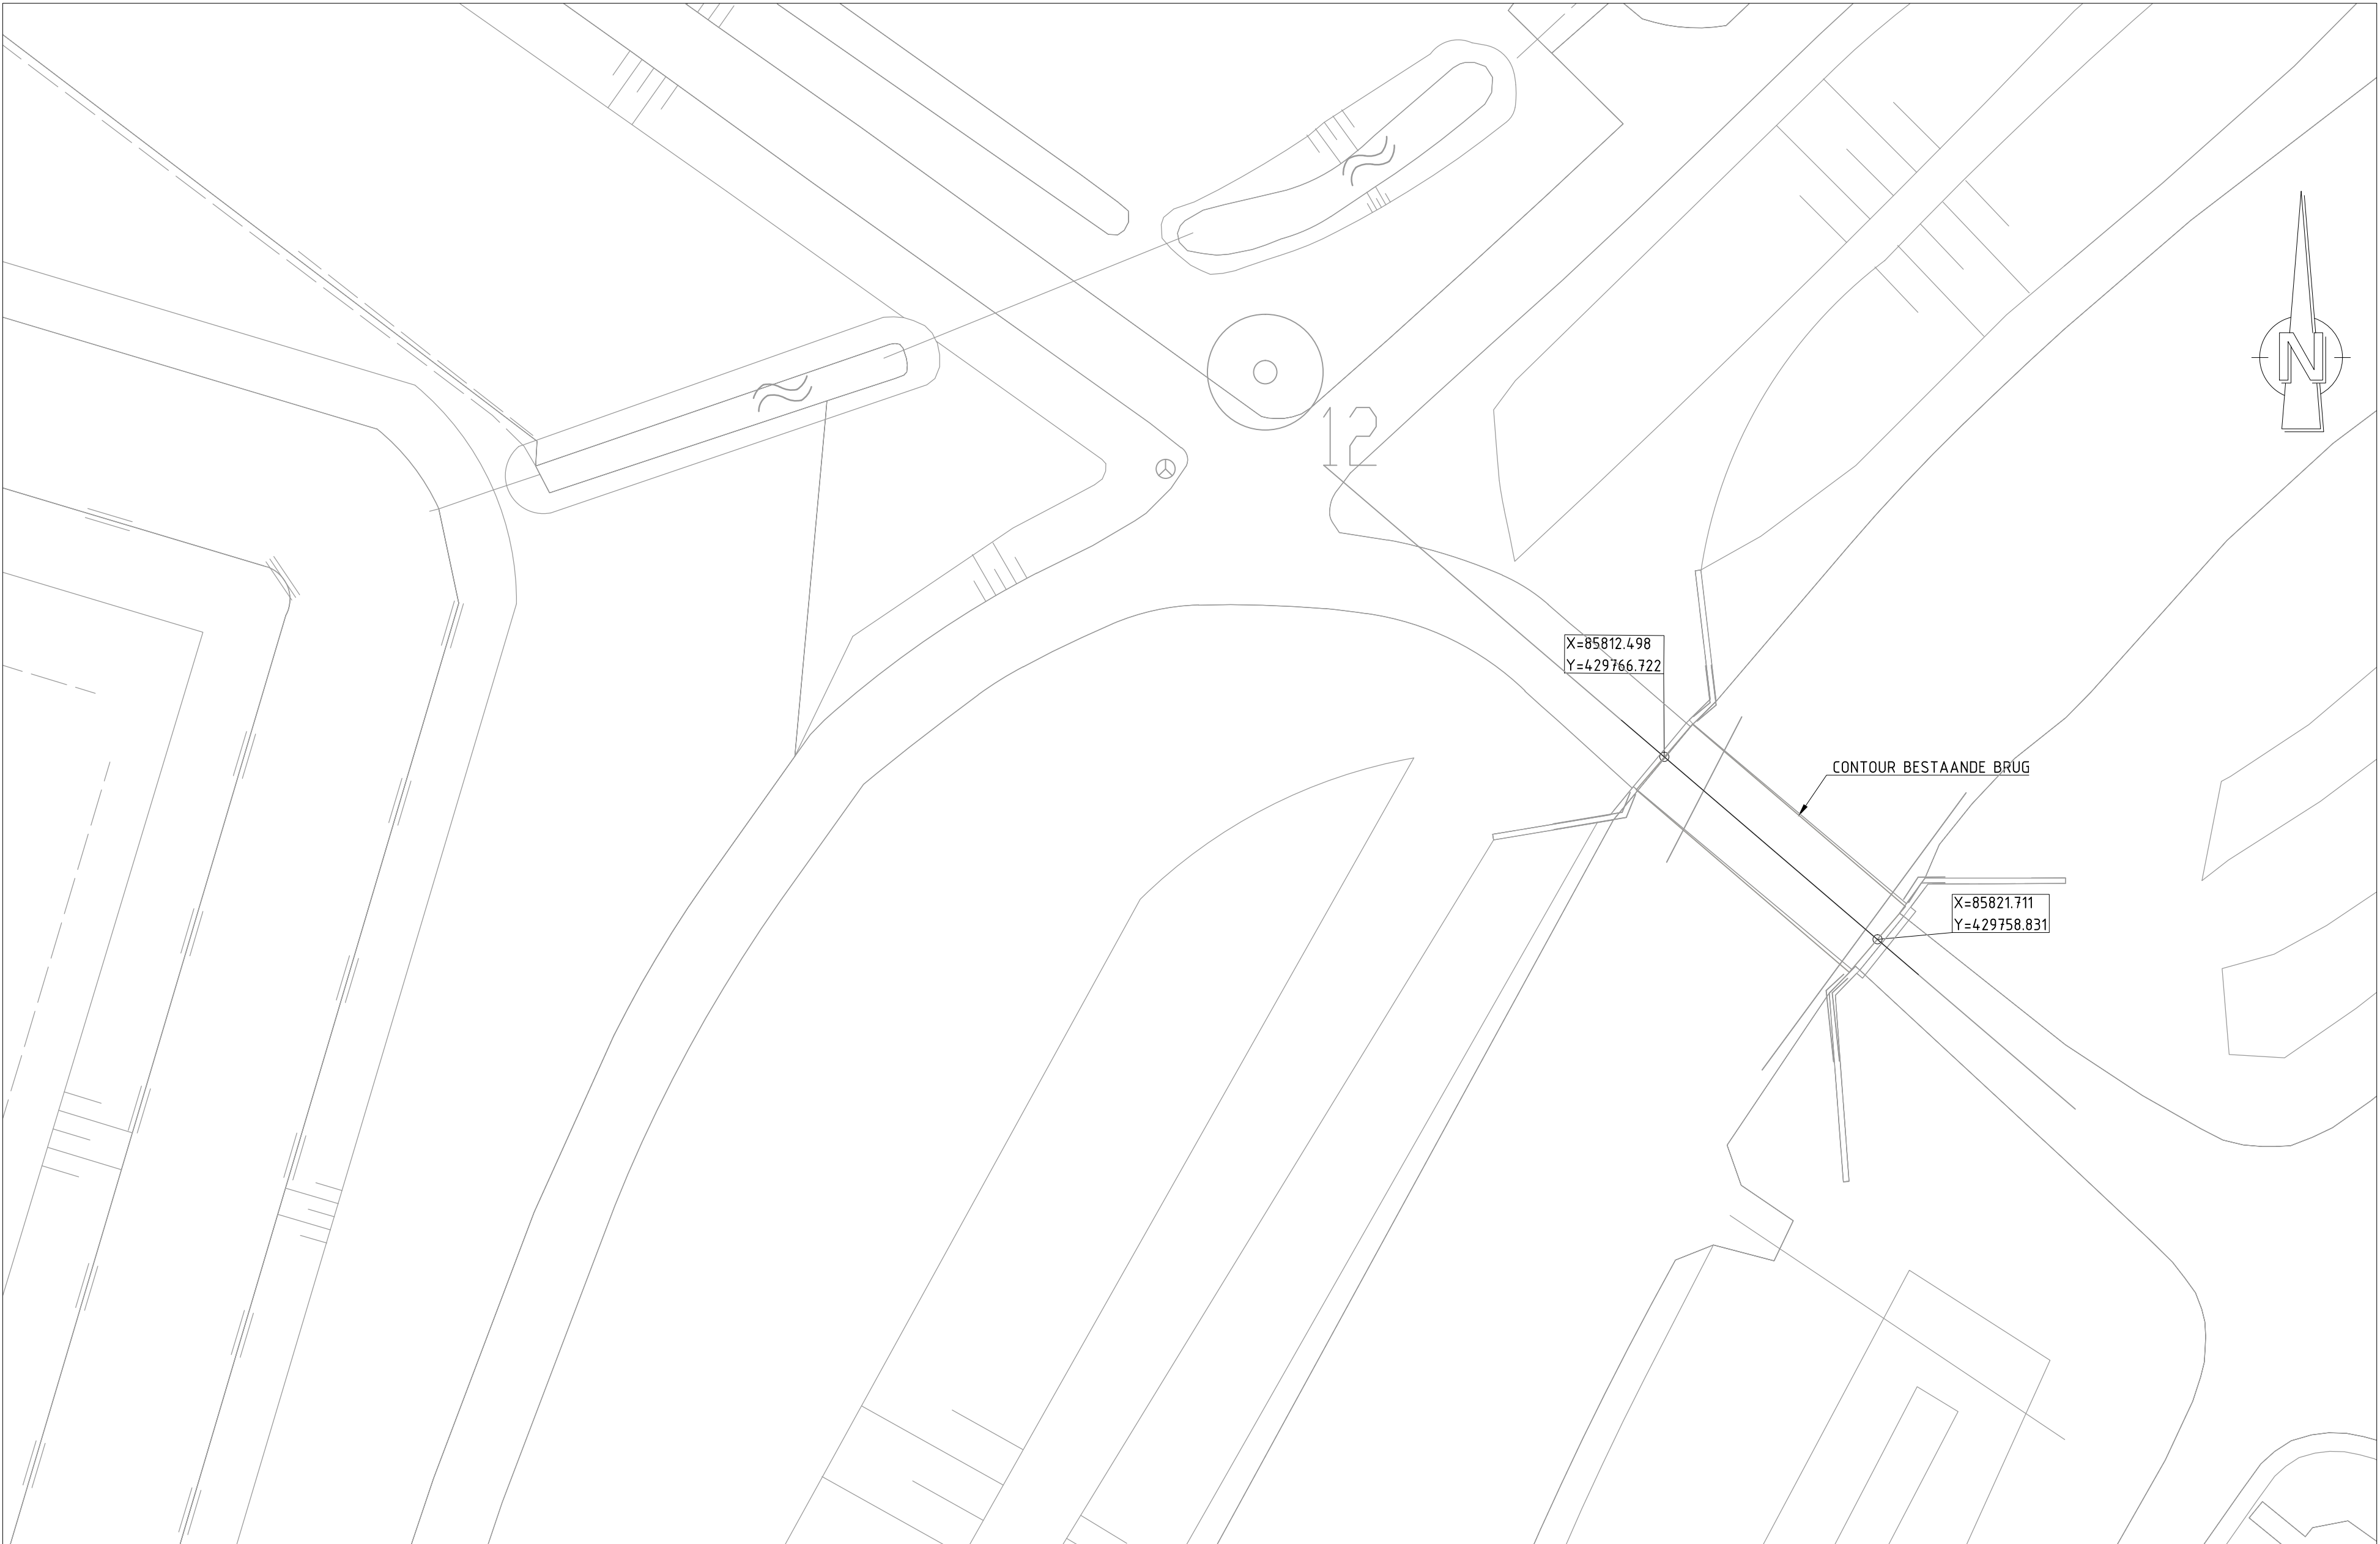 N
12
X=85812.498
Y=429766.722
CONTOUR BESTAANDE BRUG
X=85821.711
Y=429758.831